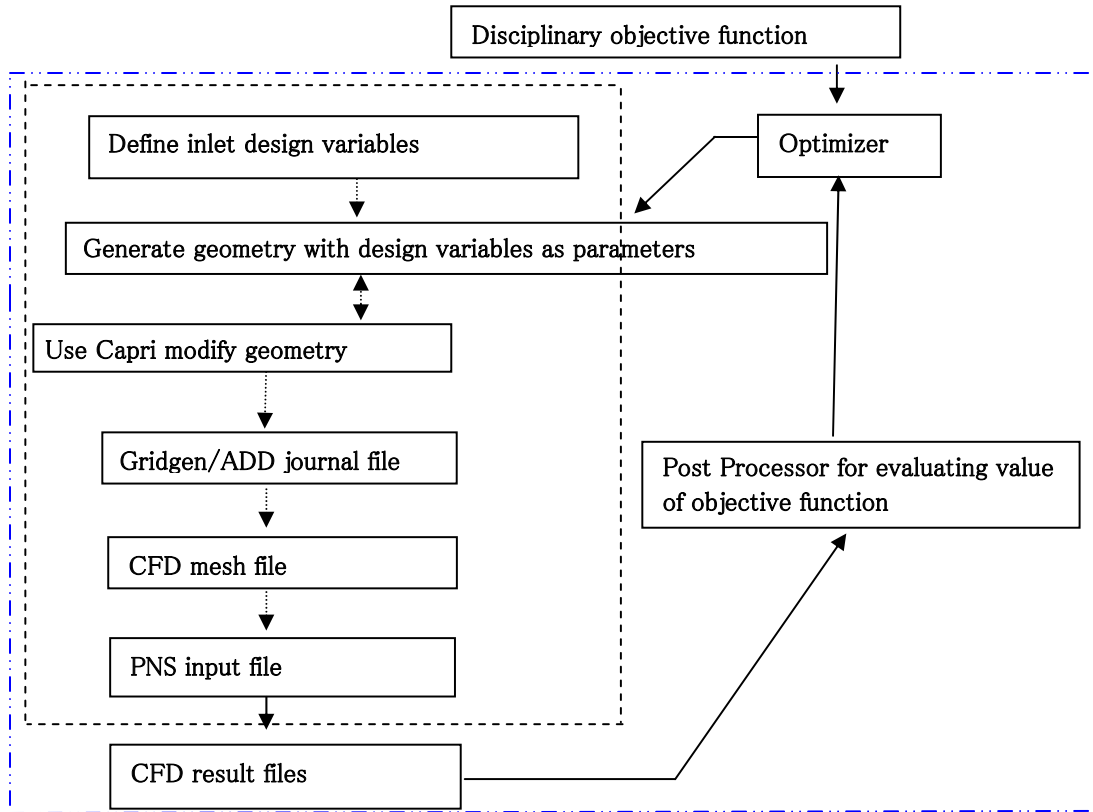 Disciplinary objective function
Define inlet design variables
Optimizer
Generate geometry with design variables as parameters
Use Capri modify geometry
Gridgen/ADD journal file
Post Processor for evaluating value
of objective function
CFD mesh file
PNS input file
CFD result files